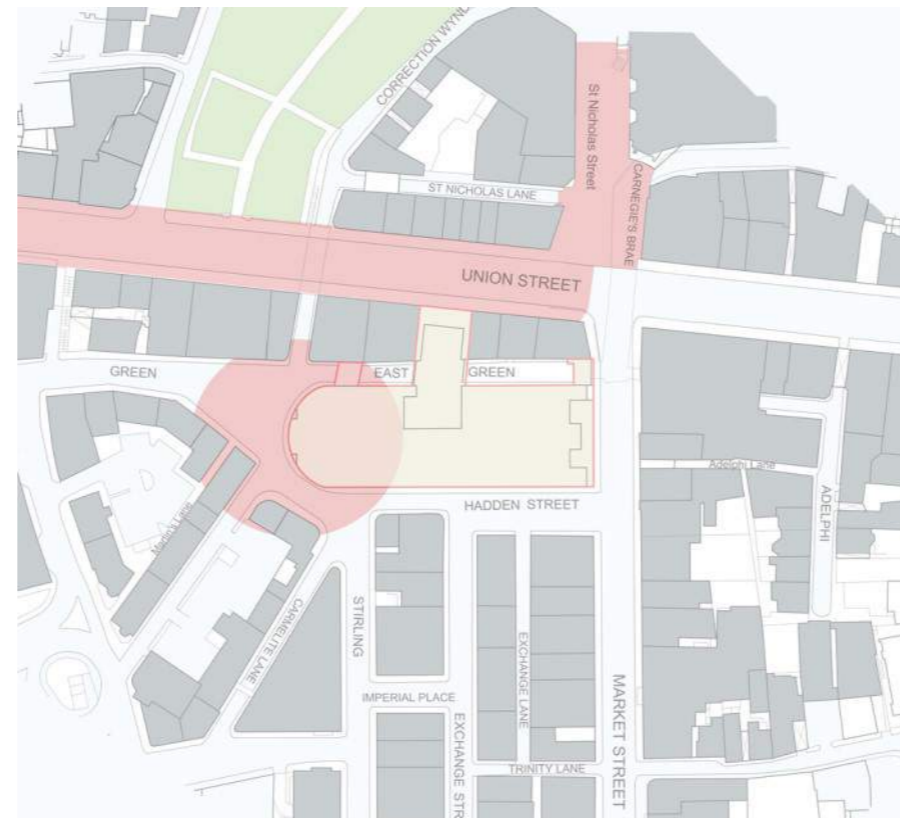 CORRECTION WYND
St Nicholas Street
ST NICHOLAS LANE
CARNEGIE'S BRAE
UNION STREET
GREEN
EAST GREEN
Adelphi Lane
ADELPHI
HADDEN STREET
CARMELITE LANE
STIRLING
EXCHANGE LANE
IMPERIAL PLACE
MARKET STREET
EXCHANGE STR
TRINITY LANE